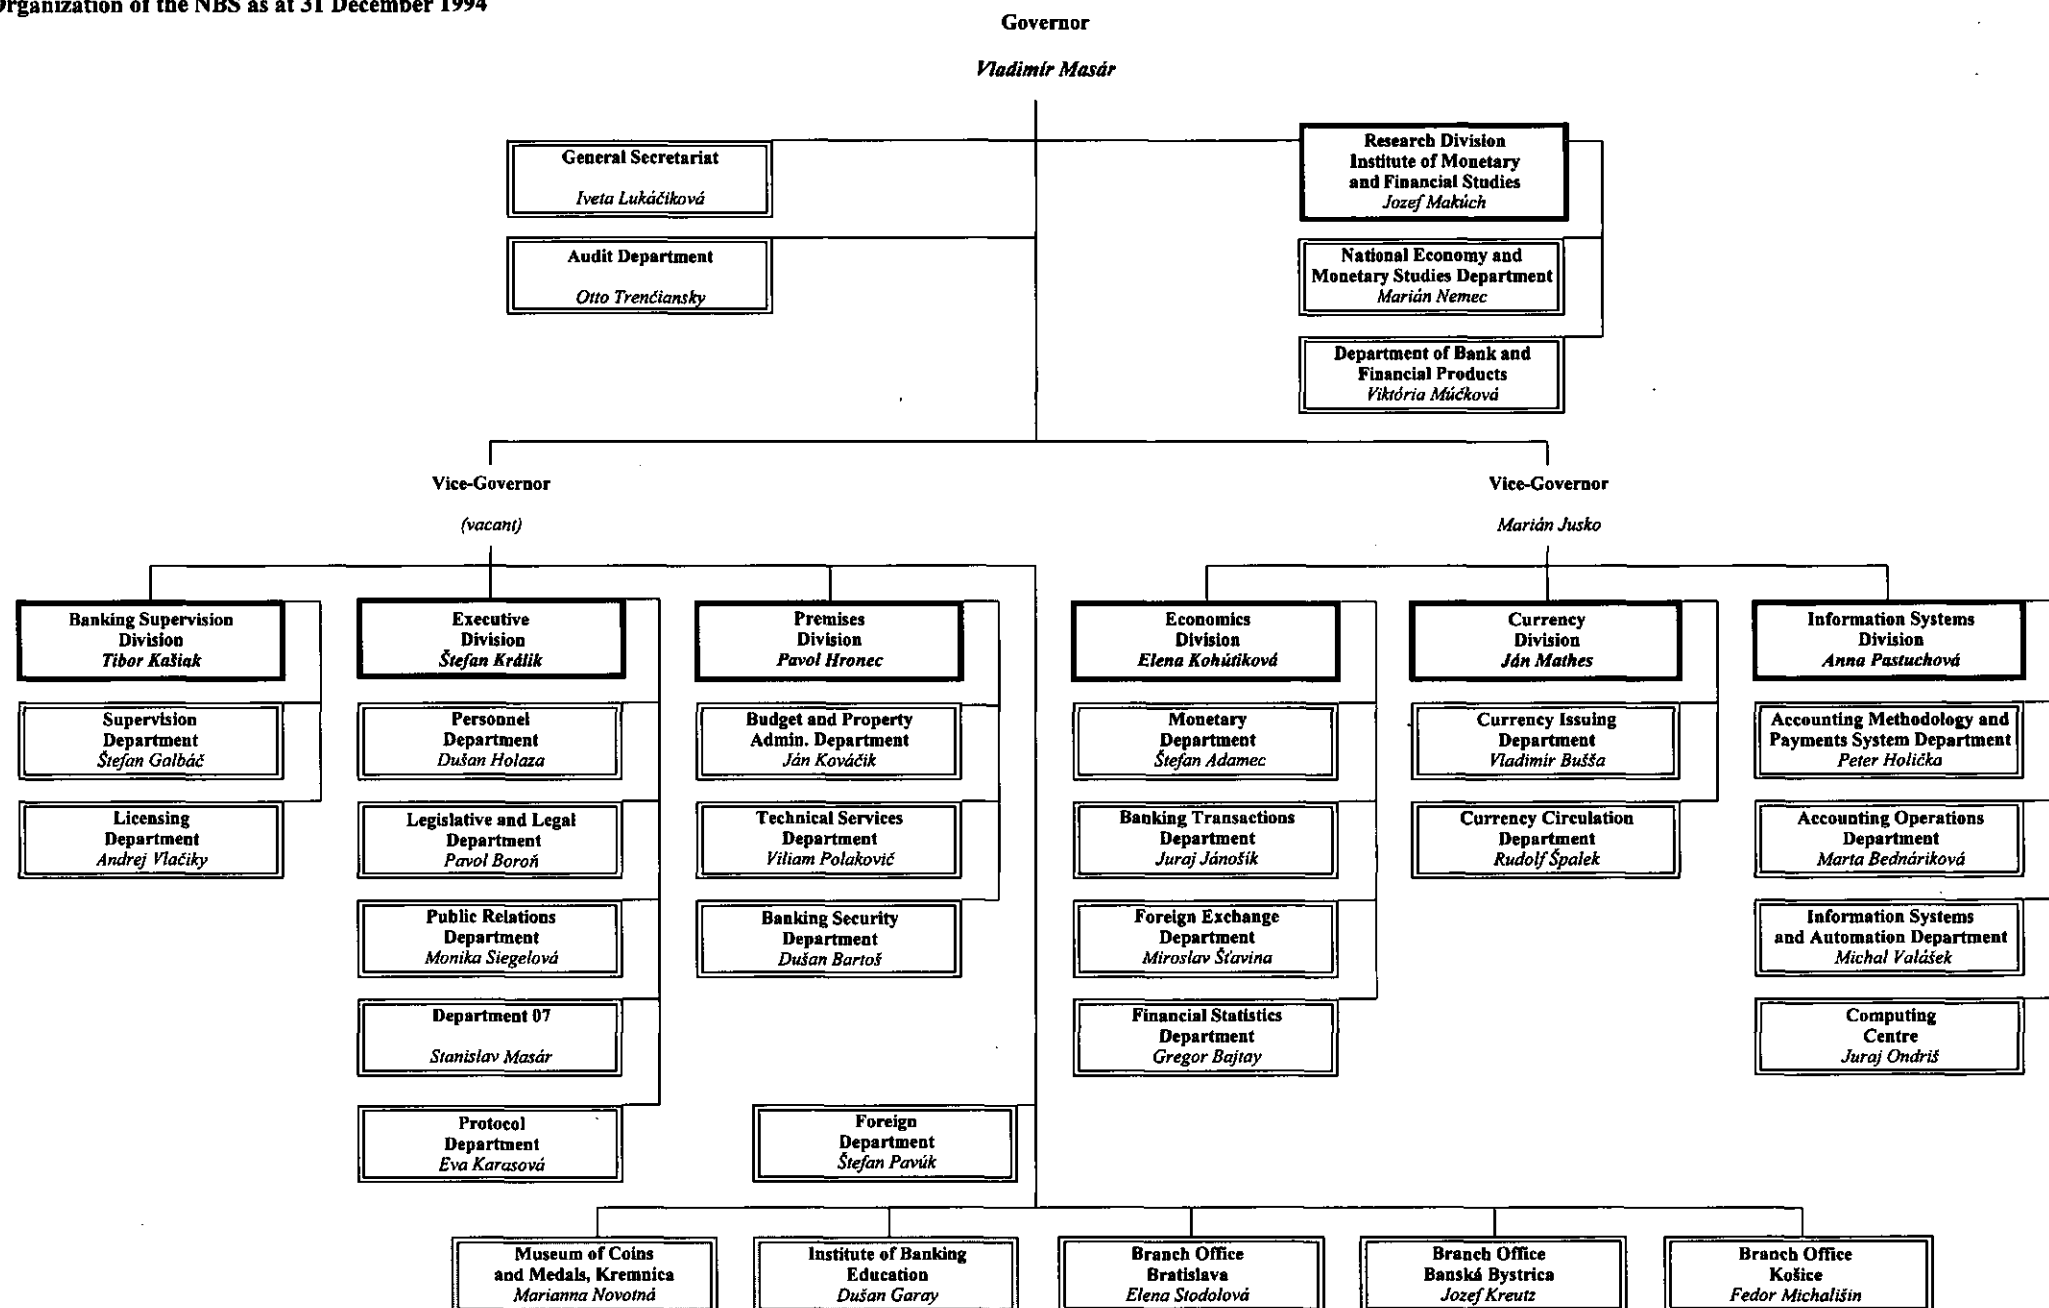 Organization of the NBS as at 31 December 1994
Governor
Vladimír Masár
General Secretariat
Iveta Lukáčiková
Research Division
Institute of Monetary
and Financial Studies
Jozef Makúch
Audit Department
Otto Trenčiansky
National Economy and
Monetary Studies Department
Marián Nemec
Department of Bank and
Financial Products
Viktória Múčková
Vice-Governor
(vacant)
Vice-Governor
Marián Jusko
Banking Supervision
Division
Tibor Kašiak
Executive
Division
Štefan Králik
Premises
Division
Pavol Hronec
Economics
Division
Elena Kohútiková
Currency
Division
Ján Mathes
Information Systems
Division
Anna Pastuchová
Supervision
Department
Štefan Galbáč
Personnel
Department
Dušan Holaza
Budget and Property
Admin. Department
Ján Kováčik
Monetary
Department
Štefan Adamec
Currency Issuing
Department
Vladimír Bušša
Accounting Methodology and
Payments System Department
Peter Holička
Licensing
Department
Andrej Vlačiky
Legislative and Legal
Department
Pavol Boroň
Technical Services
Department
Viliam Polakovič
Banking Transactions
Department
Juraj Jánošík
Currency Circulation
Department
Rudolf Špalek
Accounting Operations
Department
Marta Bednáriková
Public Relations
Department
Monika Siegelová
Banking Security
Department
Dušan Bartoš
Foreign Exchange
Department
Miroslav Šťavina
Information Systems
and Automation Department
Michal Valášek
Department 07
Stanislav Masár
Financial Statistics
Department
Gregor Bajtay
Computing
Centre
Juraj Ondriš
Protocol
Department
Eva Karasová
Foreign
Department
Štefan Pavúk
Museum of Coins
and Medals, Kremnica
Marianna Novotná
Institute of Banking
Education
Dušan Garay
Branch Office
Bratislava
Elena Stodolová
Branch Office
Banská Bystrica
Jozef Kreutz
Branch Office
Košice
Fedor Michališin